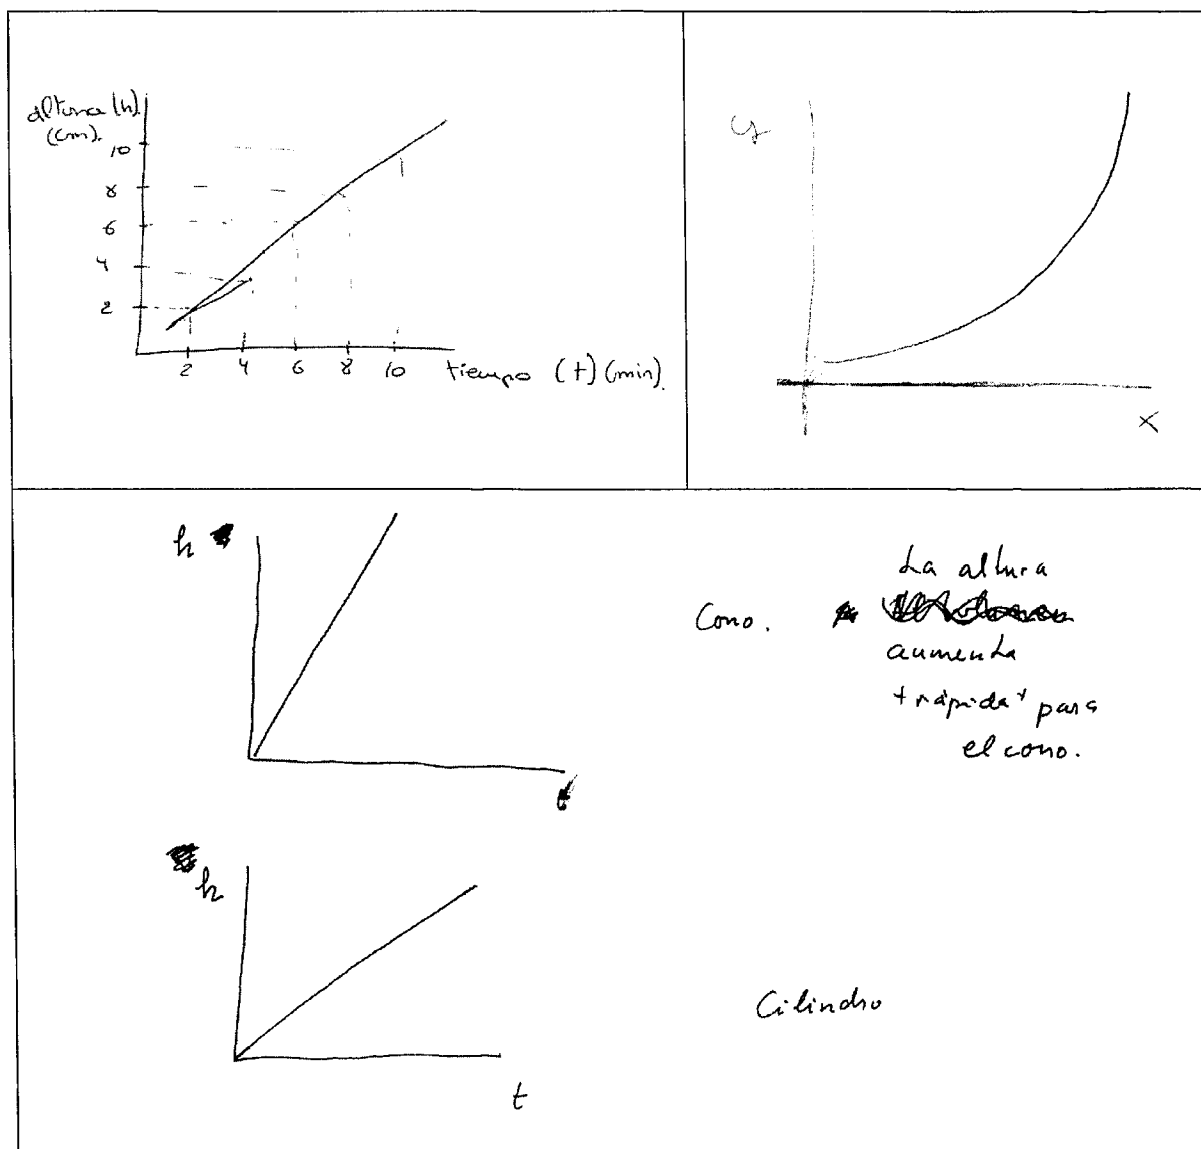 altura (h).
(cm).
10
8
6
4
2
2 4 6 8 10 tiempo (t) (min).
y
x
h
La altura
Cono.
aumenta
+ rápida+ para
el cono.
t
h
Cilindro
t